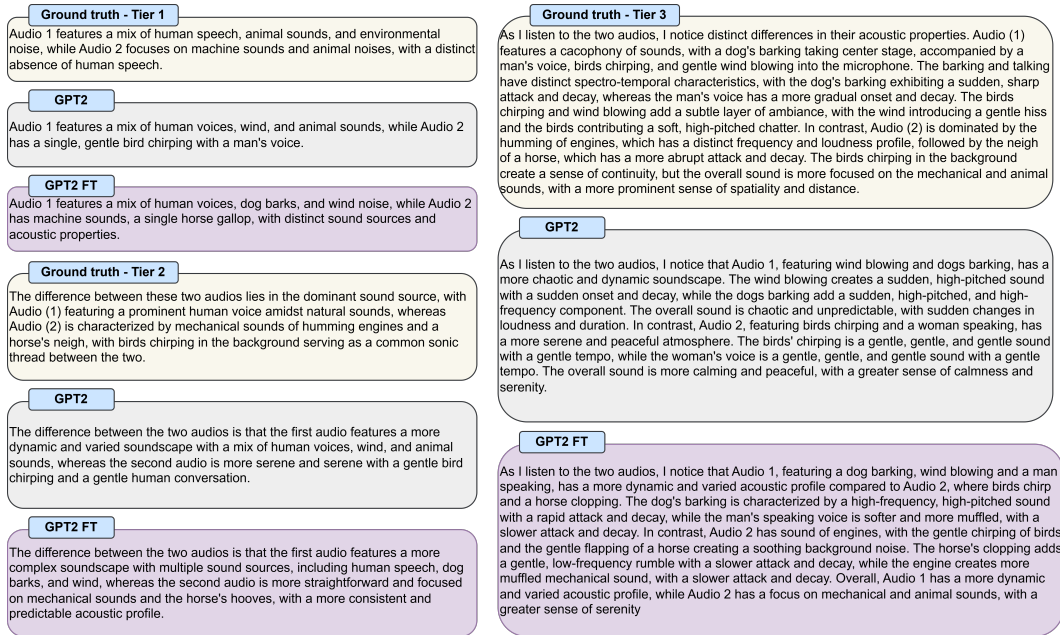 Ground truth - Tier 1
Audio 1 features a mix of human speech, animal sounds, and environmental
noise, while Audio 2 focuses on machine sounds and animal noises, with a distinct
absence of human speech.
GPT2
Audio 1 features a mix of human voices, wind, and animal sounds, while Audio 2
has a single, gentle bird chirping with a man's voice.
GPT2 FT
Audio 1 features a mix of human voices, dog barks, and wind noise, while Audio 2
has machine sounds, a single horse gallop, with distinct sound sources and
acoustic properties.
Ground truth - Tier 2
The difference between these two audios lies in the dominant sound source, with
Audio (1) featuring a prominent human voice amidst natural sounds, whereas
Audio (2) is characterized by mechanical sounds of humming engines and a
horse's neigh, with birds chirping in the background serving as a common sonic
thread between the two.
GPT2
The difference between the two audios is that the first audio features a more
dynamic and varied soundscape with a mix of human voices, wind, and animal
sounds, whereas the second audio is more serene and serene with a gentle bird
chirping and a gentle human conversation.
GPT2 FT
The difference between the two audios is that the first audio features a more
complex soundscape with multiple sound sources, including human speech, dog
barks, and wind, whereas the second audio is more straightforward and focused
on mechanical sounds and the horse's hooves, with a more consistent and
predictable acoustic profile.
Ground truth - Tier 3
As I listen to the two audios, I notice distinct differences in their acoustic properties. Audio (1)
features a cacophony of sounds, with a dog's barking taking center stage, accompanied by a
man's voice, birds chirping, and gentle wind blowing into the microphone. The barking and talking
have distinct spectro-temporal characteristics, with the dog's barking exhibiting a sudden, sharp
attack and decay, whereas the man's voice has a more gradual onset and decay. The birds
chirping and wind blowing add a subtle layer of ambiance, with the wind introducing a gentle hiss
and the birds contributing a soft, high-pitched chatter. In contrast, Audio (2) is dominated by the
humming of engines, which has a distinct frequency and loudness profile, followed by the neigh
of a horse, which has a more abrupt attack and decay. The birds chirping in the background
create a sense of continuity, but the overall sound is more focused on the mechanical and animal
sounds, with a more prominent sense of spatiality and distance.
GPT2
As I listen to the two audios, I notice that Audio 1, featuring wind blowing and dogs barking, has a
more chaotic and dynamic soundscape. The wind blowing creates a sudden, high-pitched sound
with a sudden onset and decay, while the dogs barking add a sudden, high-pitched, and high-
frequency component. The overall sound is chaotic and unpredictable, with sudden changes in
loudness and duration. In contrast, Audio 2, featuring birds chirping and a woman speaking, has
a more serene and peaceful atmosphere. The birds' chirping is a gentle, gentle, and gentle sound
with a gentle tempo, while the woman's voice is a gentle, gentle, and gentle sound with a gentle
tempo. The overall sound is more calming and peaceful, with a greater sense of calmness and
serenity.
GPT2 FT
As I listen to the two audios, I notice that Audio 1, featuring a dog barking, wind blowing and a man
speaking, has a more dynamic and varied acoustic profile compared to Audio 2, where birds chirp
and a horse clopping. The dog's barking is characterized by a high-frequency, high-pitched sound
with a rapid attack and decay, while the man's speaking voice is softer and more muffled, with a
slower attack and decay. In contrast, Audio 2 has sound of engines, with the gentle chirping of birds
and the gentle flapping of a horse creating a soothing background noise. The horse's clopping adds
a gentle, low-frequency rumble with a slower attack and decay, while the engine creates more
muffled mechanical sound, with a slower attack and decay. Overall, Audio 1 has a more dynamic
and varied acoustic profile, while Audio 2 has a focus on mechanical and animal sounds, with a
greater sense of serenity